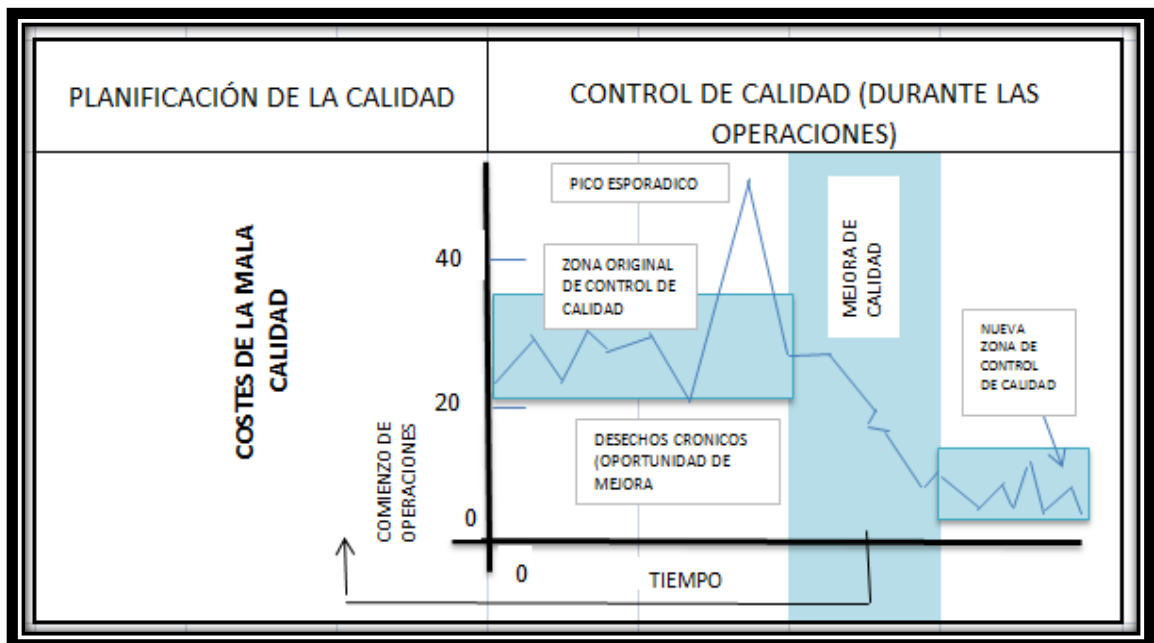 PLANIFICACIÓN DE LA CALIDAD
CONTROL DE CALIDAD (DURANTE LAS
OPERACIONES)
COSTES DE LA MALA
CALIDAD
COMIENZO DE
OPERACIONES
40
20
0
0
PICO ESPORADICO
ZONA ORIGINAL
DE CONTROL DE
CALIDAD
DESECHOS CRONICOS
(OPORTUNIDAD DE
MEJORA
MEJORA DE
CALIDAD
NUEVA
ZONA DE
CONTROL
DE CALIDAD
TIEMPO